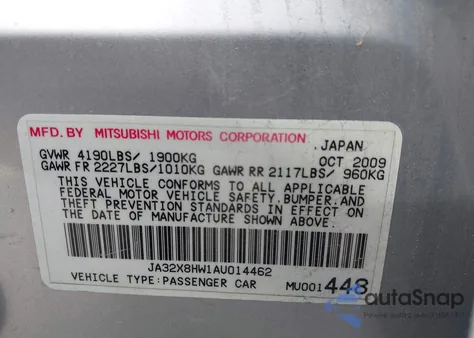 MFD. BY MITSUBISHI MOTORS CORPORATION , JAPAN
GVWR 4190LBS/ 1900KG OCT 2009
GAWR FR 2227LBS/1010KG GAWR RR 2117LBS/ 960KG
THIS VEHICLE CONFORMS TO ALL APPLICABLE
FEDERAL MOTOR VEHICLE SAFETY, BUMPER, AND
THEFT PREVENTION STANDARDS IN EFFECT ON
THE DATE OF MANUFACTURE SHOWN ABOVE.
JA32X8HW1AU014462
VEHICLE TYPE:PASSENGER CAR MU001448
autoSnap